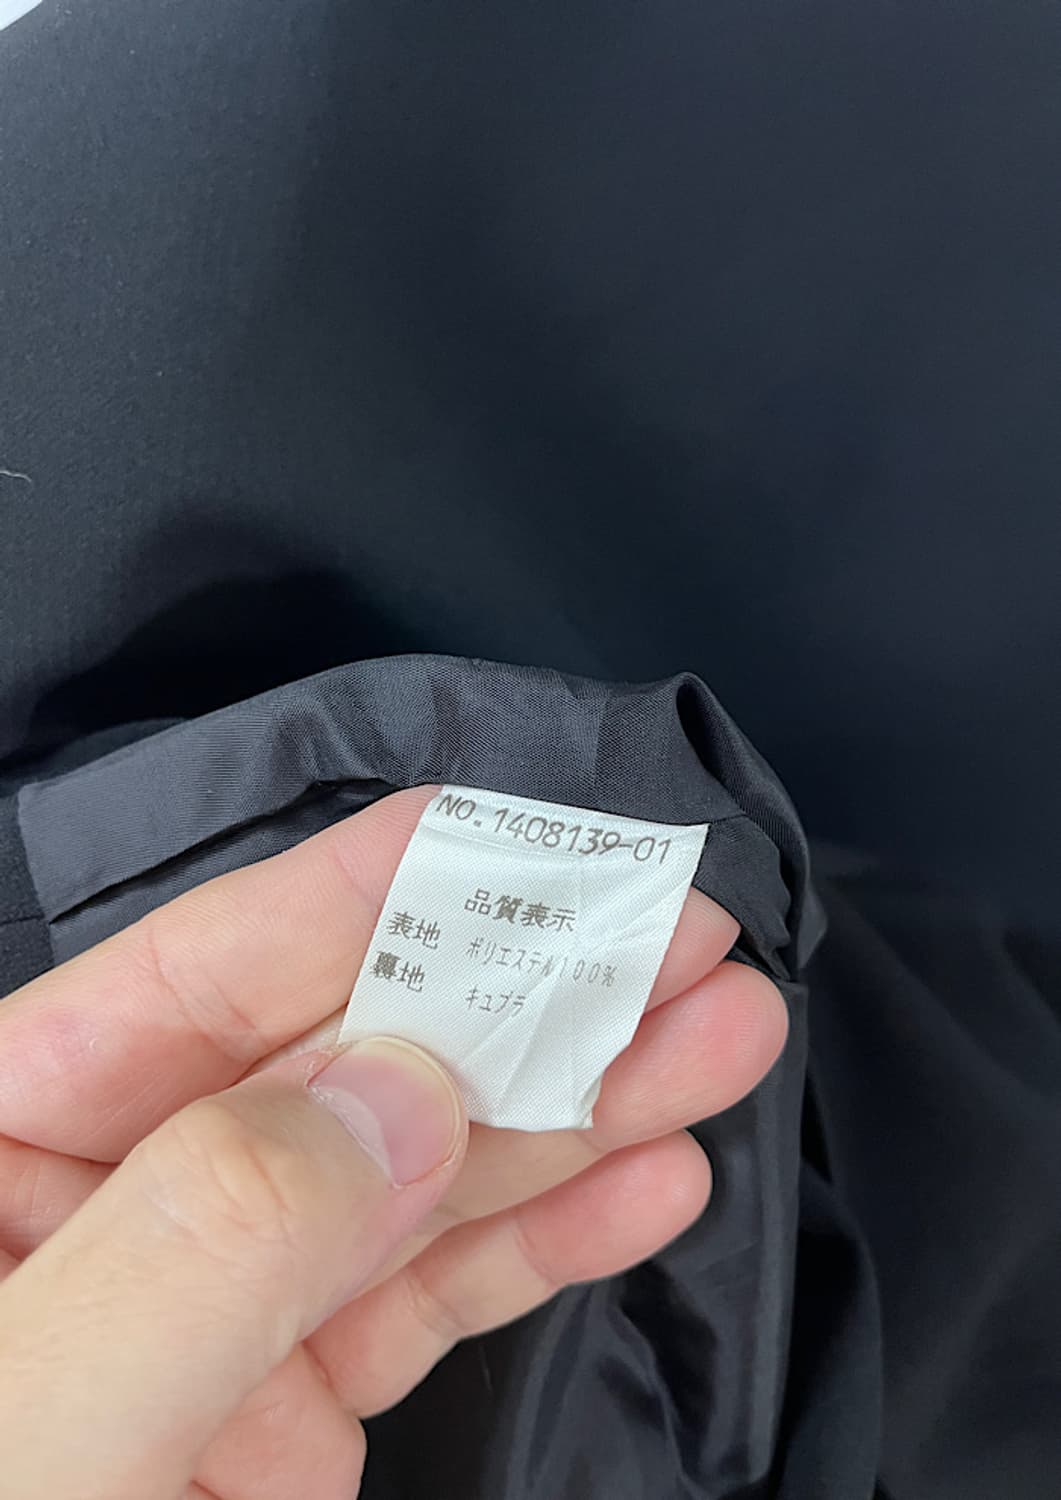 NO.1408139-01
品質表示
表地 ポリエステル100%
裏地 キュプラ